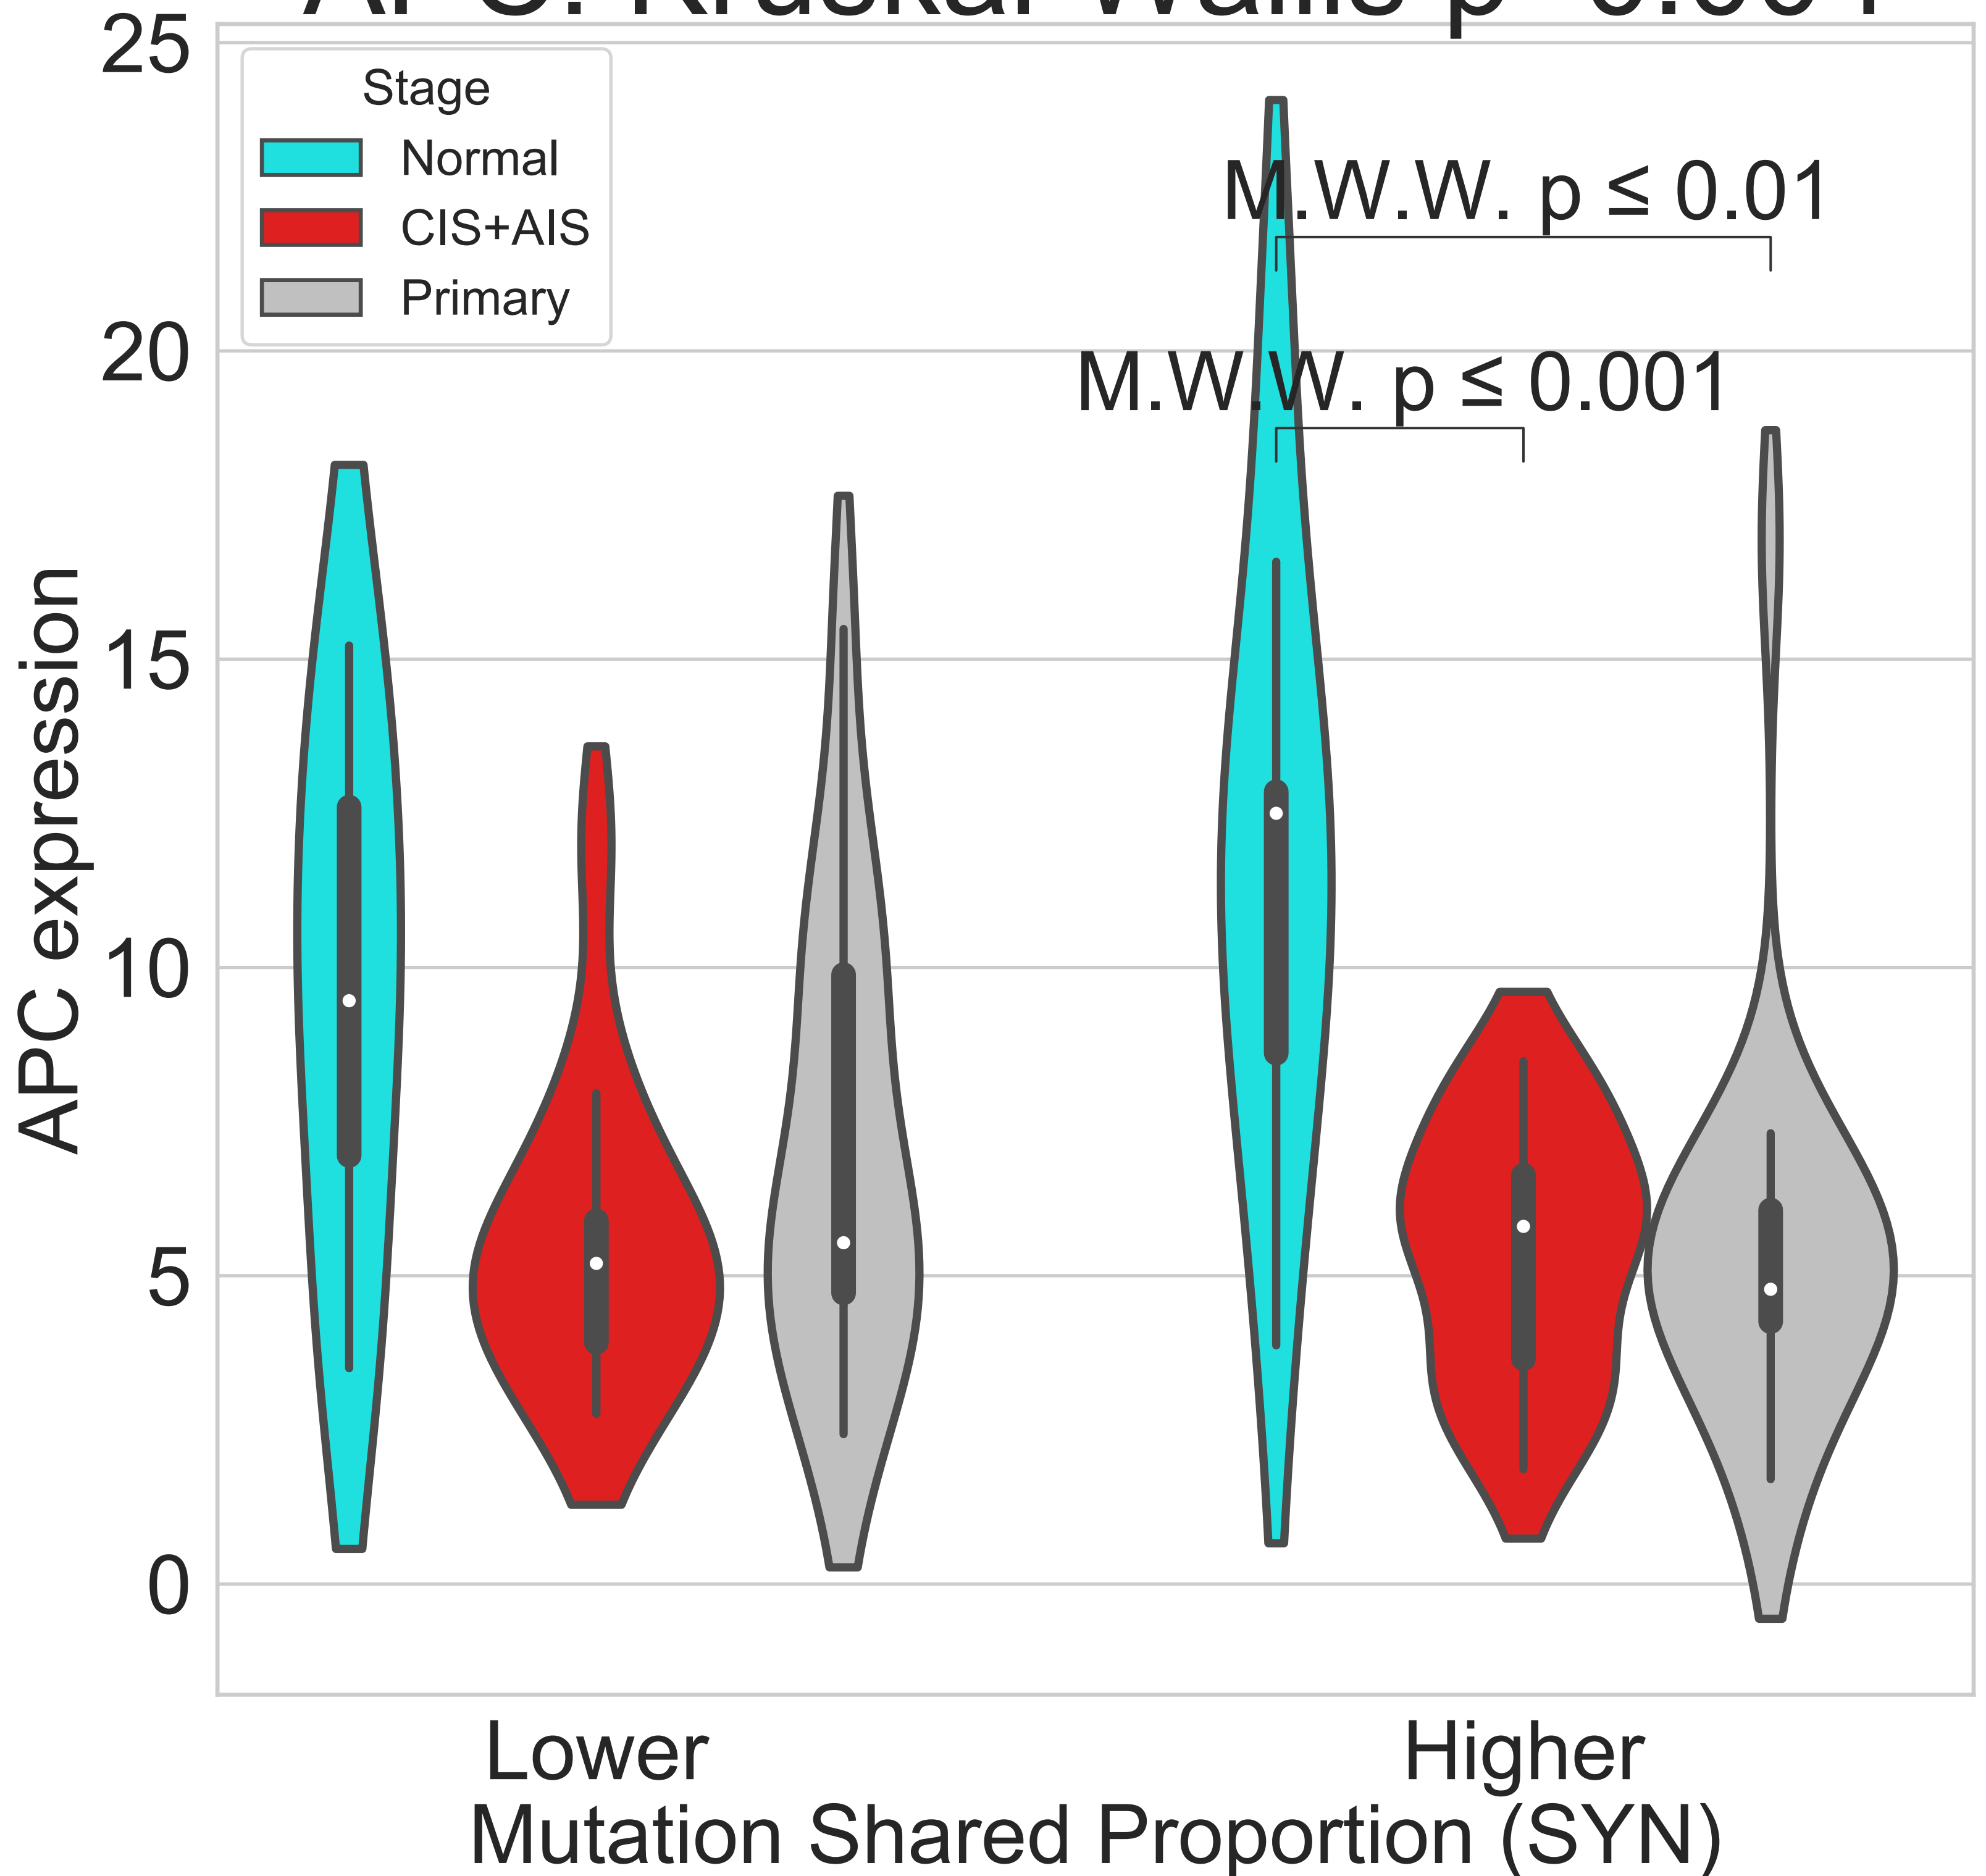 25
20
15
10
5
0
APC expression
Stage
Normal
CIS+AIS
Primary
M.W.W. p ≤ 0.01
M.W.W. p ≤ 0.001
Lower
Higher
Mutation Shared Proportion (SYN)